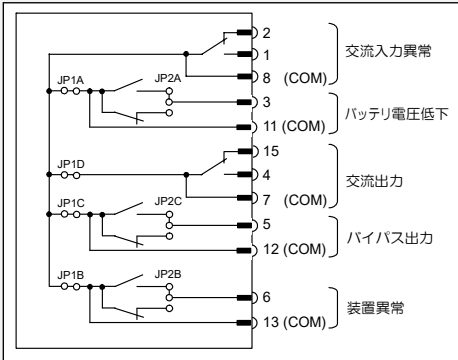 2
1
交流入力異常
8 (COM)
JP1A
JP2A
3
バッテリ電圧低下
11 (COM)
15
JP1D
4
交流出力
7 (COM)
JP1C
JP2C
5
バイパス出力
12 (COM)
JP1B
JP2B
6
装置異常
13 (COM)